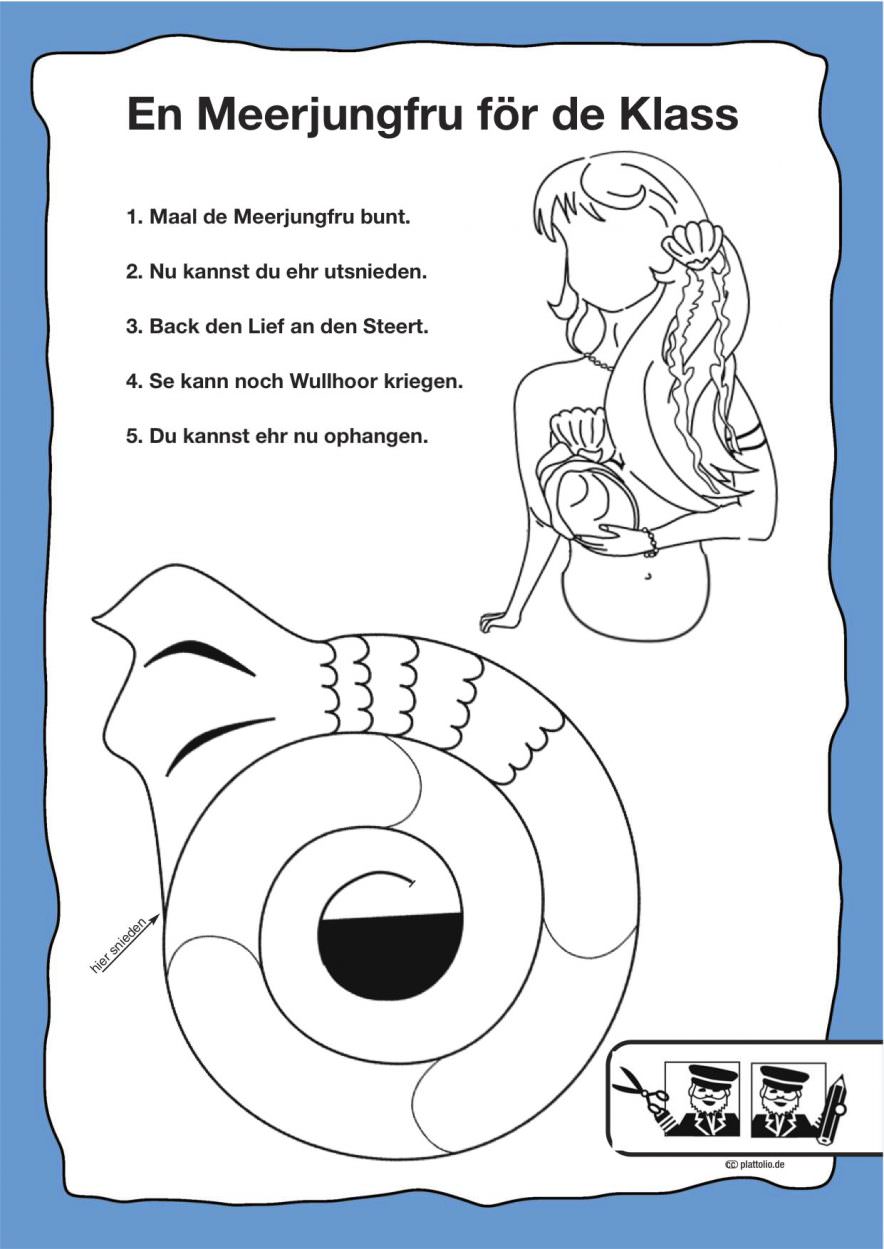 En Meerjungfru för de Klass
1. Maal de Meerjungfru bunt.
2. Nu kannst du ehr utsnieden.
3. Back den Lief an den Steert.
4. Se kann noch Wullhoor kriegen.
5. Du kannst ehr nu ophangen.
hier snieden
cc plattolio.de